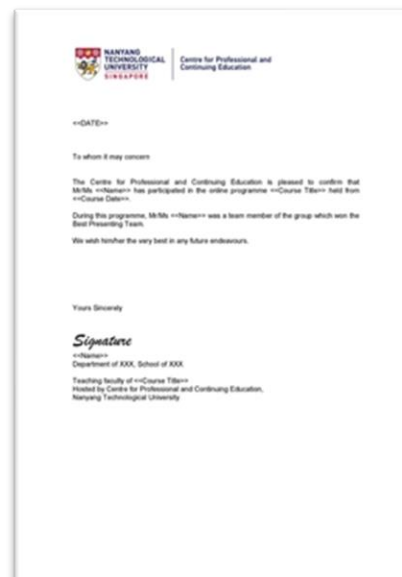 NANYANG
TECHNOLOGICAL
UNIVERSITY
SINGAPORE
Centre for Professional and
Continuing Education
<<DATE>>
To whom it may concern
The Centre for Professional and Continuing Education is pleased to confirm that
Mr/Ms <<Name>> has participated in the online programme <<Course Title>> held from
<<Course Date>>.
During this programme, Mr/Ms <<Name>> was a team member of the group which won the
Best Presenting Team.
We wish him/her the very best in any future endeavours.
Yours Sincerely
Signature
<<Name>>
Department of XXX, School of XXX
Teaching faculty of <<Course Title>>
Hosted by Centre for Professional and Continuing Education,
Nanyang Technological University